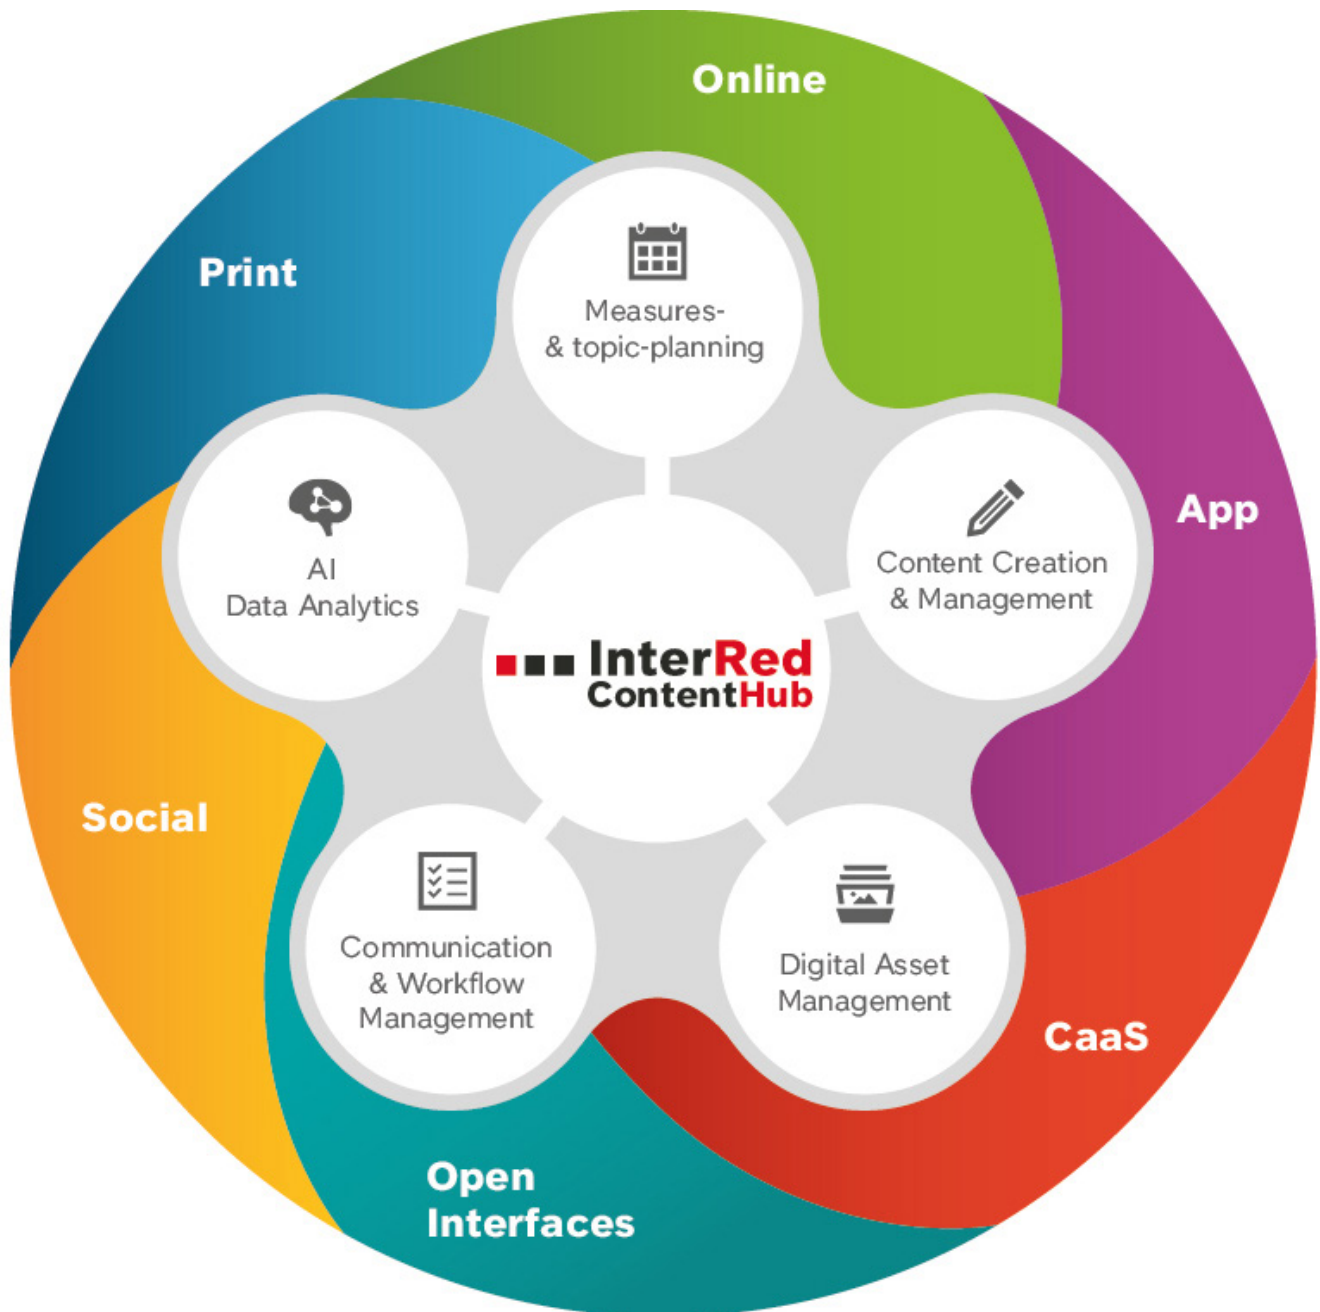 Online
Print
Measures-
& topic-planning
App
AI
Data Analytics
Content Creation
& Management
InterRed
ContentHub
Social
Communication
& Workflow
Management
Digital Asset
Management
CaaS
Open
Interfaces